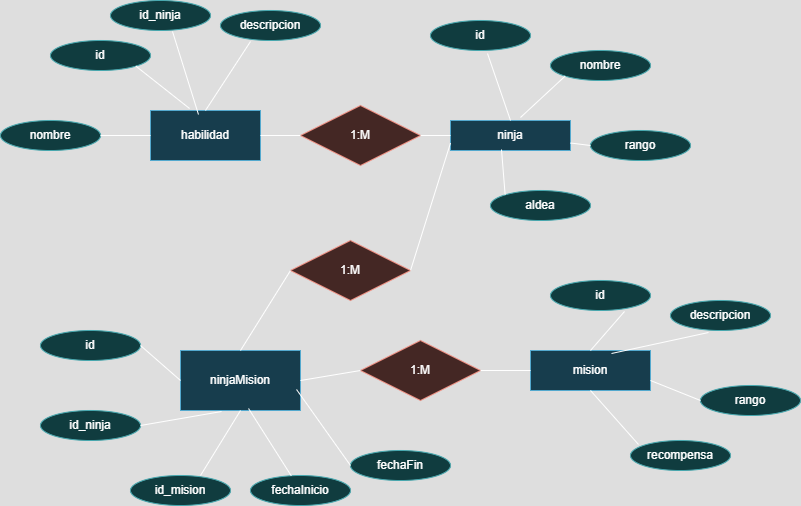 id_ninja
descripcion
id
id
nombre
nombre
habilidad
1:M
ninja
rango
aldea
1:M
id
descripcion
id
ninjaMision
1:M
mision
rango
id_ninja
recompensa
fechaFin
id_mision
fechaInicio